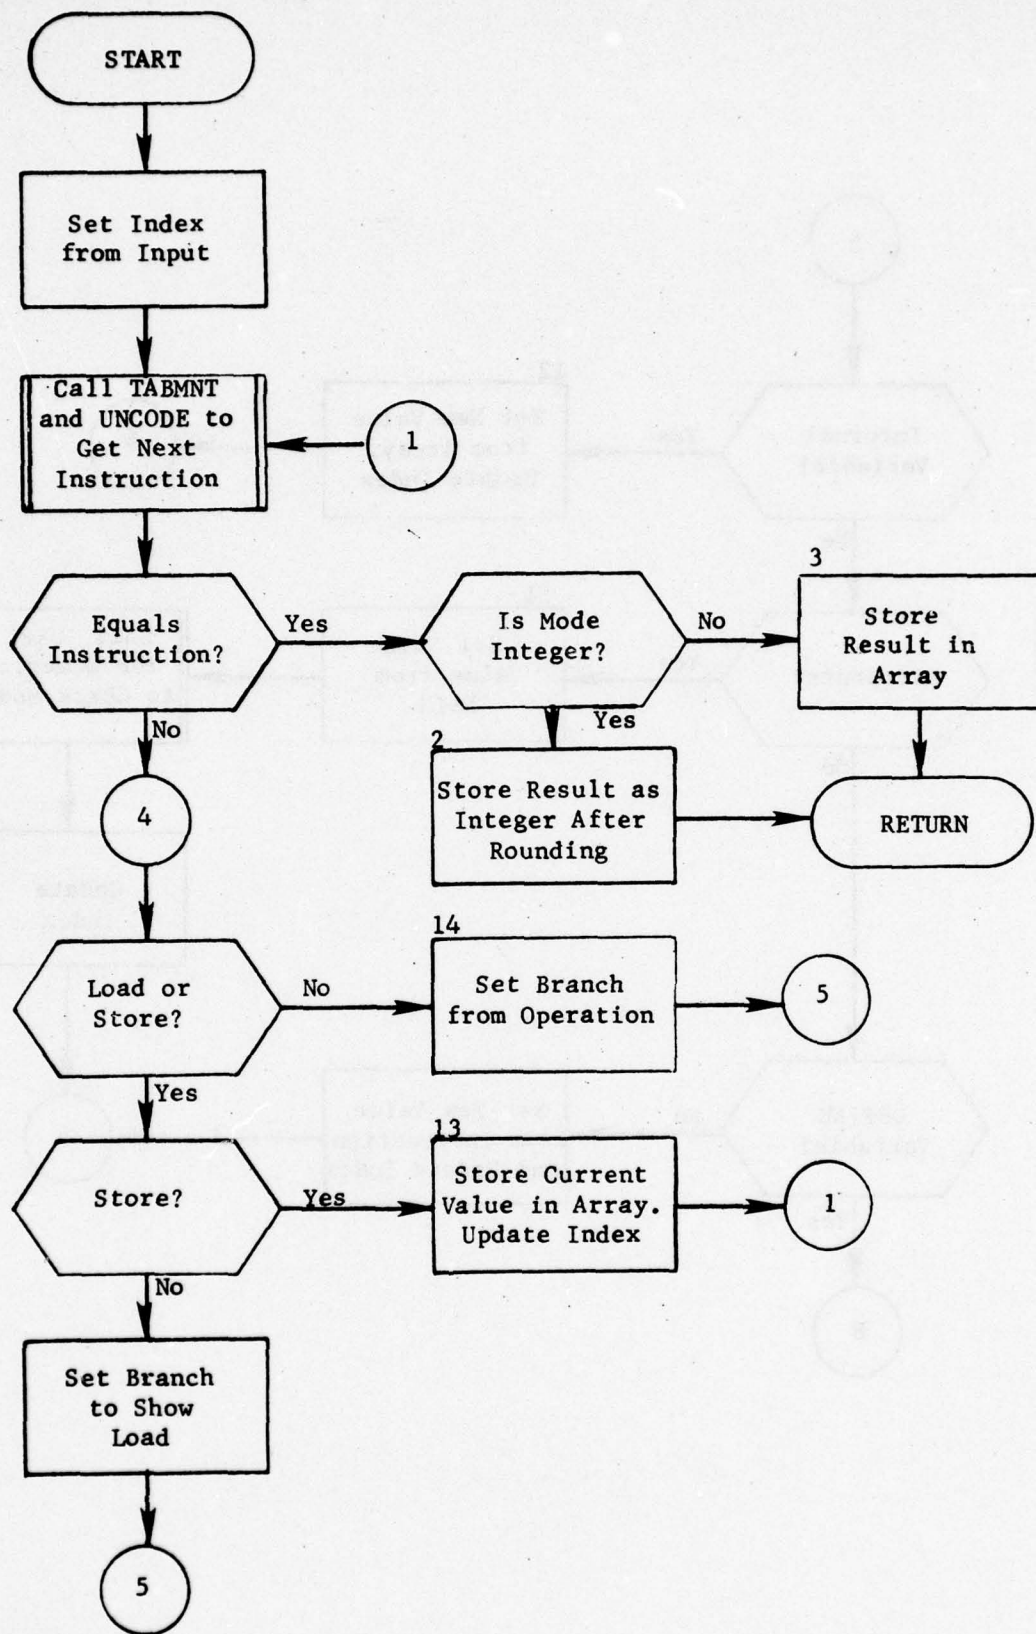 START
Set Index
from Input
Call TABMNT
and UNCODE to
Get Next
Instruction
1
Equals
Instruction?
Yes
Is Mode
Integer?
No
3
Store
Result in
Array
No
Yes
2
Store Result as
Integer After
Rounding
RETURN
4
Load or
Store?
No
14
Set Branch
from Operation
5
Yes
Store?
Yes
13
Store Current
Value in Array.
Update Index
1
No
Set Branch
to Show
Load
5